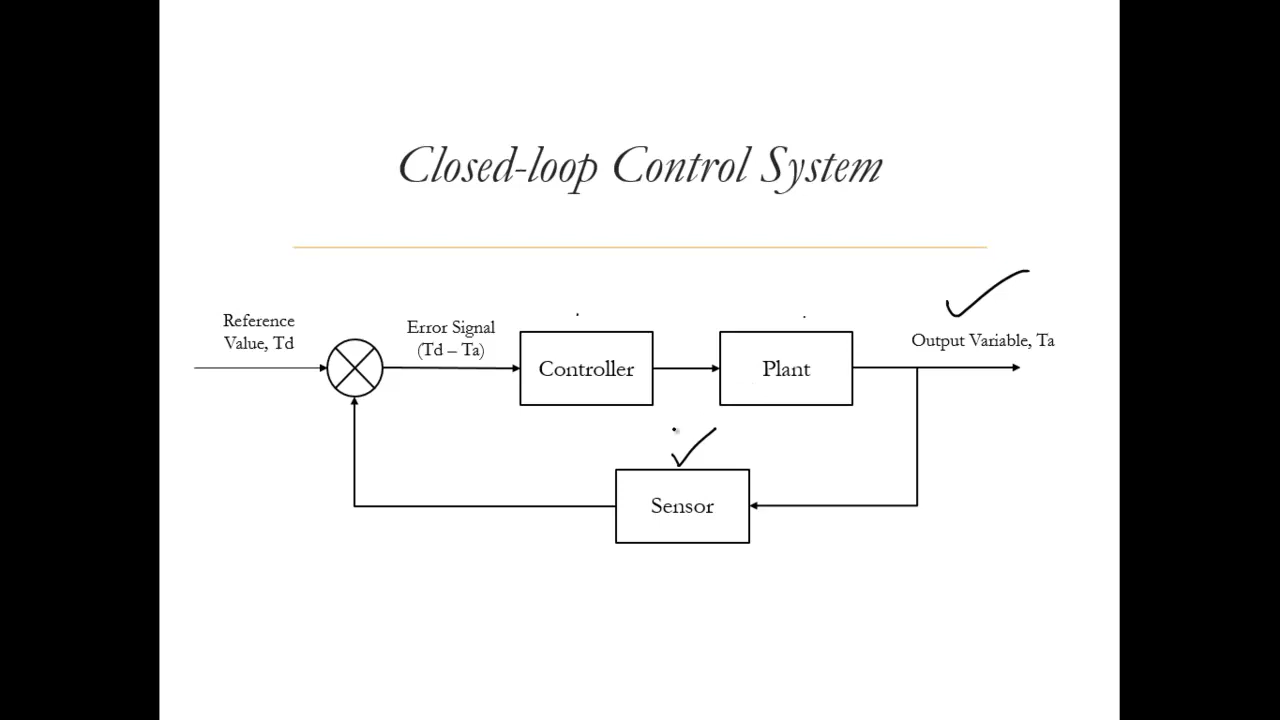 Closed-loop Control System
Reference
Value, Td
Error Signal
(Td – Ta)
Controller
Plant
Output Variable, Ta
Sensor